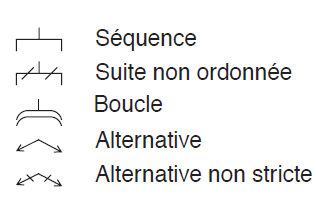 Séquence
Suite non ordonnée
Boucle
Alternative
Alternative non stricte